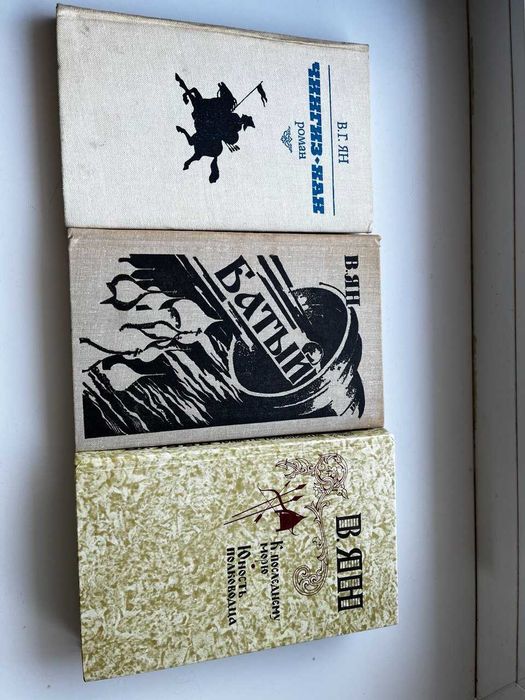 В.Г. ЯН
ЧИНГИЗ-ХАН
роман
В. ЯН
БАТЫЙ
В ЯН
К последнему
морю
Юность
полководца